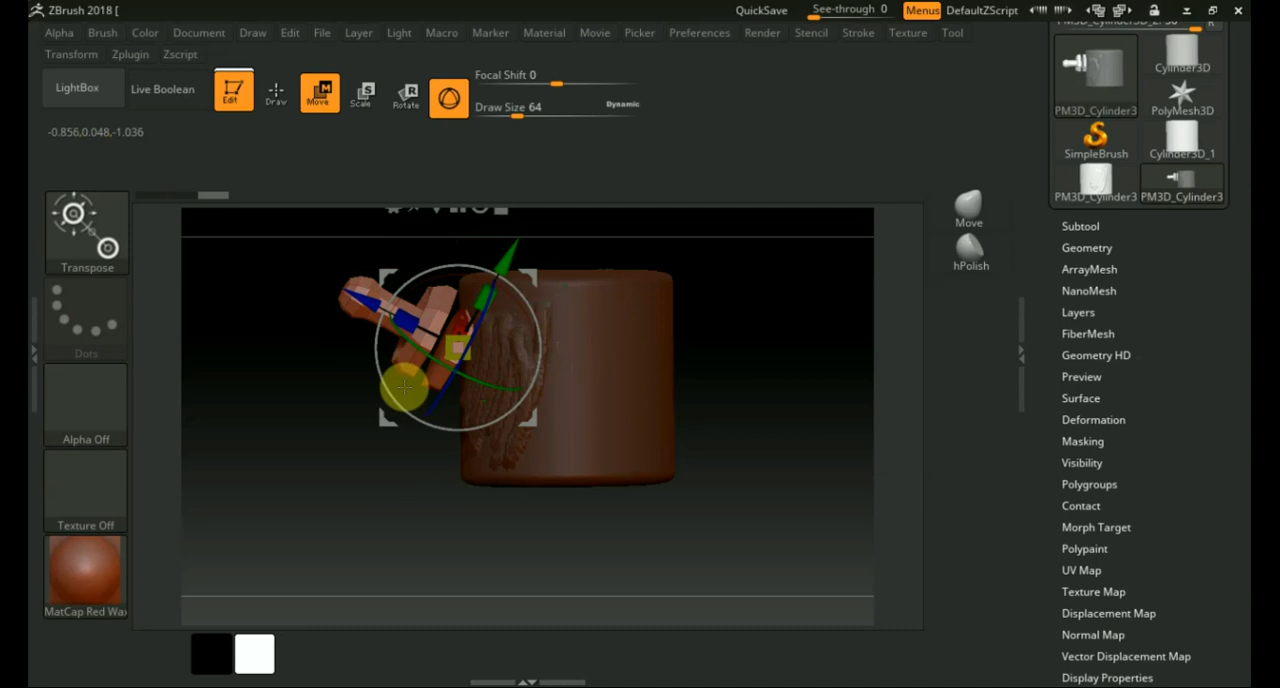 ZBrush 2018 [
QuickSave
See-through 0
Menus
DefaultZScript
Alpha Brush Color Document Draw Edit File Layer Light Macro Marker Material Movie Picker Preferences Render Stencil Stroke Texture Tool
Transform Zplugin Zscript
LightBox
Live Boolean
Edit
Draw
Move
Scale
Rotate
Focal Shift 0
Draw Size 64
Dynamic
-0.856,0.048,-1.036
Transpose
Dots
Alpha Off
Texture Off
MatCap Red Wax
Move
hPolish
R
PM3D_Cylinder3
Cylinder3D
PolyMesh3D
SimpleBrush
Cylinder3D_1
PM3D_Cylinder3
PM3D_Cylinder3
Subtool
Geometry
ArrayMesh
NanoMesh
Layers
FiberMesh
Geometry HD
Preview
Surface
Deformation
Masking
Visibility
Polygroups
Contact
Morph Target
Polypaint
UV Map
Texture Map
Displacement Map
Normal Map
Vector Displacement Map
Display Properties